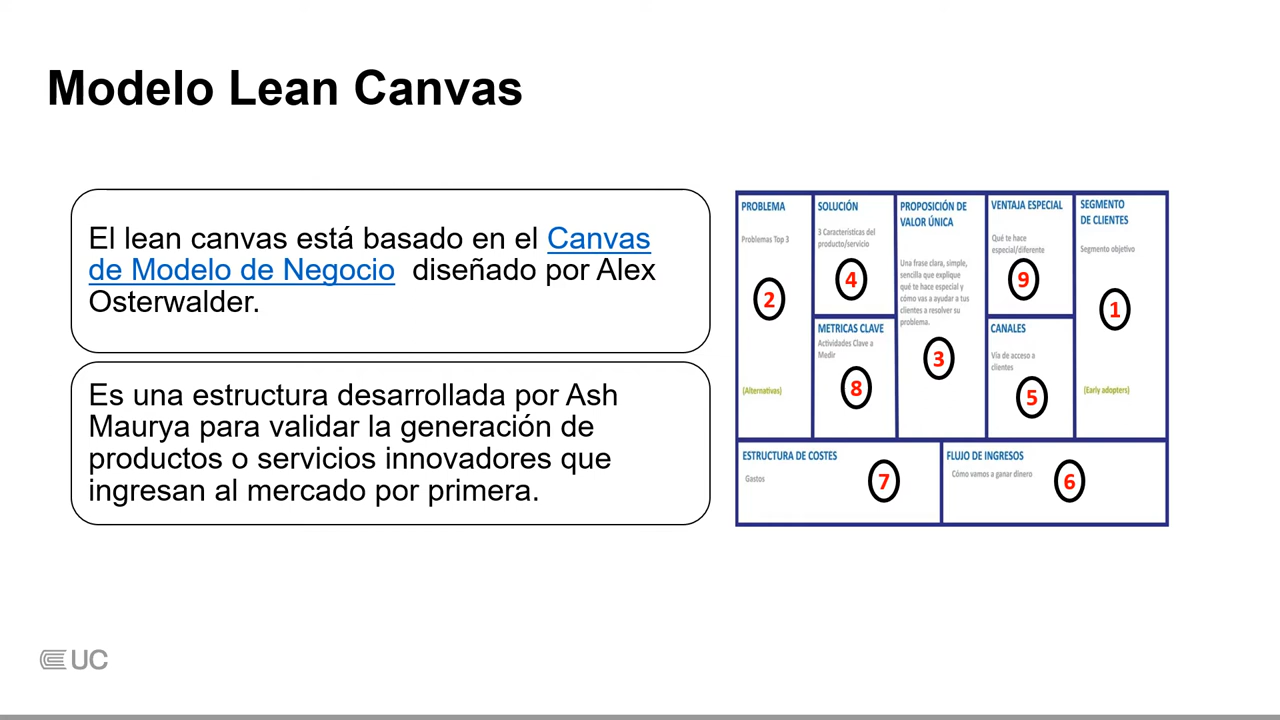 Modelo Lean Canvas
El lean canvas está basado en el Canvas
de Modelo de Negocio diseñado por Alex
Osterwalder.
Es una estructura desarrollada por Ash
Maurya para validar la generación de
productos o servicios innovadores que
ingresan al mercado por primera.
PROBLEMA
Problemas Top 3
2
(Alternativas)
SOLUCIÓN
3 Características del
producto/servicio
4
METRICAS CLAVE
Actividades Clave a
Medir
8
PROPOSICIÓN DE
VALOR ÚNICA
Una frase clara, simple,
sencilla que explique
qué te hace especial y
cómo vas a ayudar a tus
clientes a resolver su
problema.
3
VENTAJA ESPECIAL
Qué te hace
especial/diferente
9
CANALES
Vía de acceso a
clientes
5
SEGMENTO
DE CLIENTES
Segmento objetivo
1
(Early adopters)
ESTRUCTURA DE COSTES
Gastos
7
FLUJO DE INGRESOS
Cómo vamos a ganar dinero
6
UC